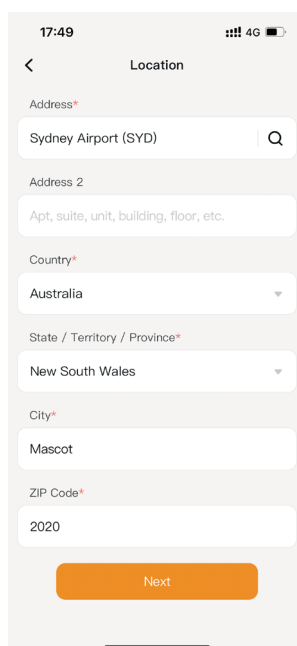 17:49
4G
Location
Address*
Sydney Airport (SYD)
Address 2
Apt, suite, unit, building, floor, etc.
Country*
Australia
State / Territory / Province*
New South Wales
City*
Mascot
ZIP Code*
2020
Next